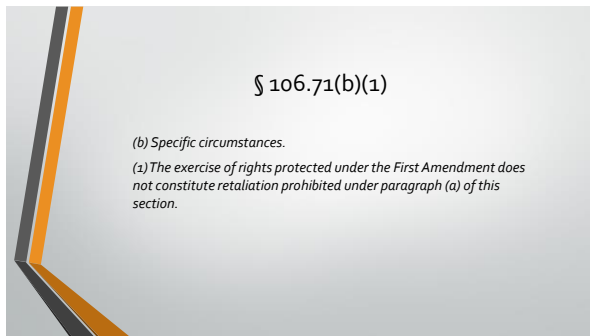 § 106.71(b)(1)
(b) Specific circumstances.
(1) The exercise of rights protected under the First Amendment does
not constitute retaliation prohibited under paragraph (a) of this
section.